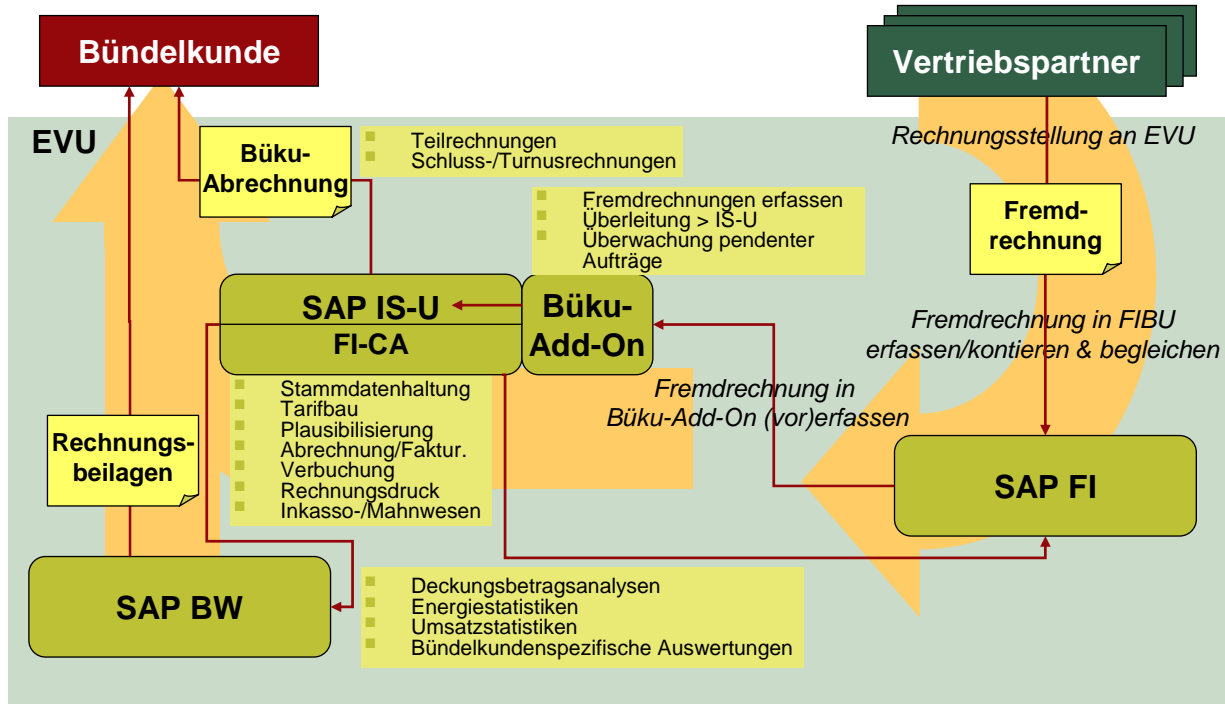 Bündelkunde
Vertriebspartner
EVU
Büku-
Abrechnung
Teilrechnungen
Schluss-/Turnusrechnungen
Rechnungsstellung an EVU
Fremdrechnungen erfassen
Überleitung > IS-U
Überwachung pendenter
Aufträge
Fremd-
rechnung
SAP IS-U
FI-CA
Büku-
Add-On
Fremdrechnung in FIBU
erfassen/kontieren & begleichen
Fremdrechnung in
Büku-Add-On (vor)erfassen
Stammdatenhaltung
Tarifbau
Plausibilisierung
Abrechnung/Faktur.
Verbuchung
Rechnungsdruck
Inkasso-/Mahnwesen
Rechnungs-
beilagen
SAP FI
SAP BW
Deckungsbetragsanalysen
Energiestatistiken
Umsatzstatistiken
Bündelkundenspezifische Auswertungen